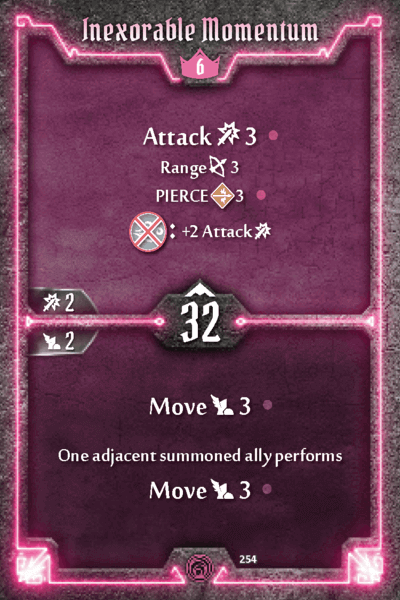 Inexorable Momentum
6
Attack 3
Range 3
PIERCE 3
: +2 Attack
2
32
2
Move 3
One adjacent summoned ally performs
Move 3
254